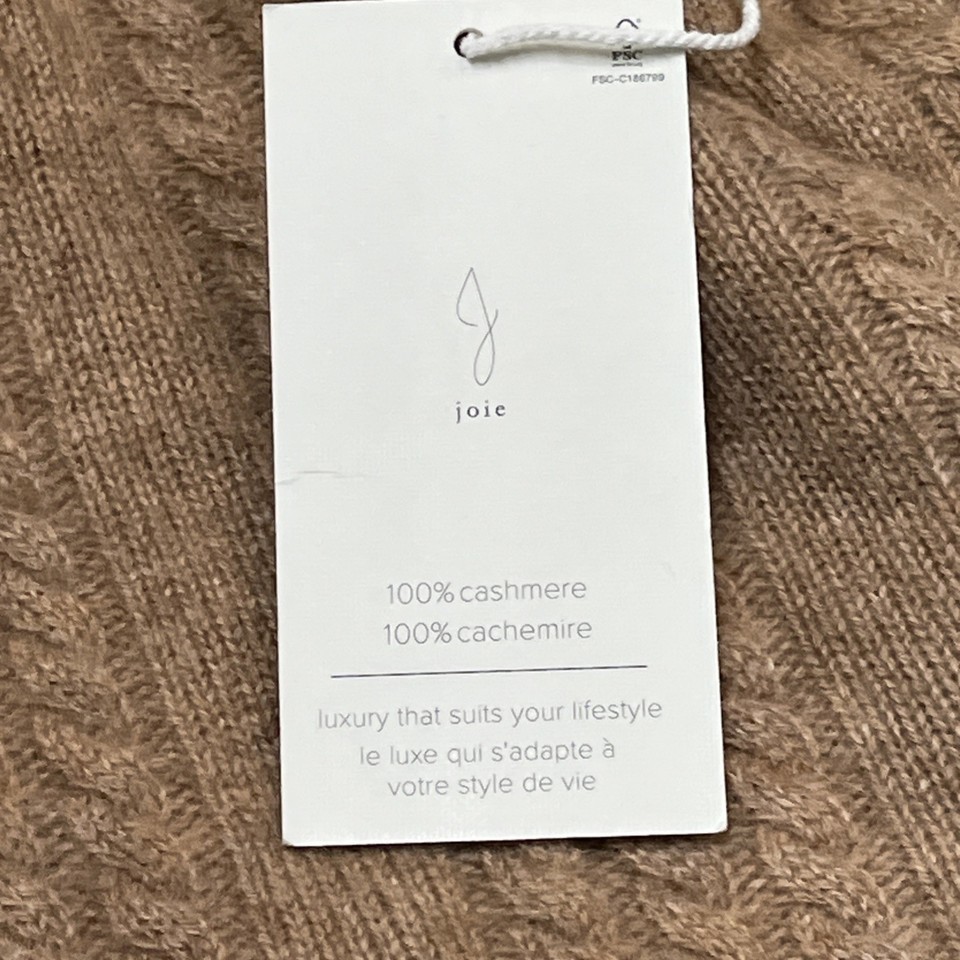 FSC
FSC-C186799
joie
100% cashmere
100% cachemire
luxury that suits your lifestyle
le luxe qui s'adapte à
votre style de vie